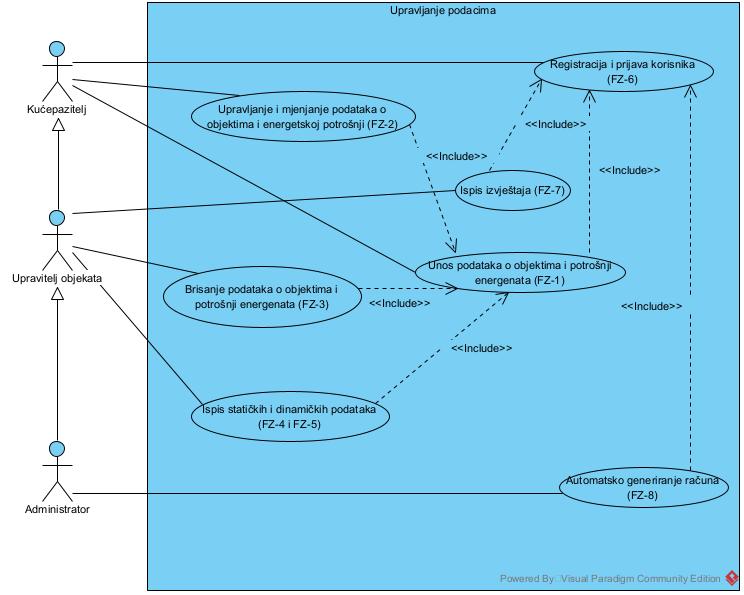 Upravljanje podacima
Kućepazitelj
Registracija i prijava korisnika
(FZ-6)
Upravljanje i mjenjanje podataka o
objektima i energetskoj potrošnji (FZ-2)
<<Include>>
<<Include>>
<<Include>>
Ispis izvještaja (FZ-7)
Upravitelj objekata
Unos podataka o objektima i potrošnji
energenata (FZ-1)
Brisanje podataka o objektima i
potrošnji energenata (FZ-3)
<<Include>>
<<Include>>
<<Include>>
Ispis statičkih i dinamičkih podataka
(FZ-4 i FZ-5)
Administrator
Automatsko generiranje računa
(FZ-8)
Powered By Visual Paradigm Community Edition